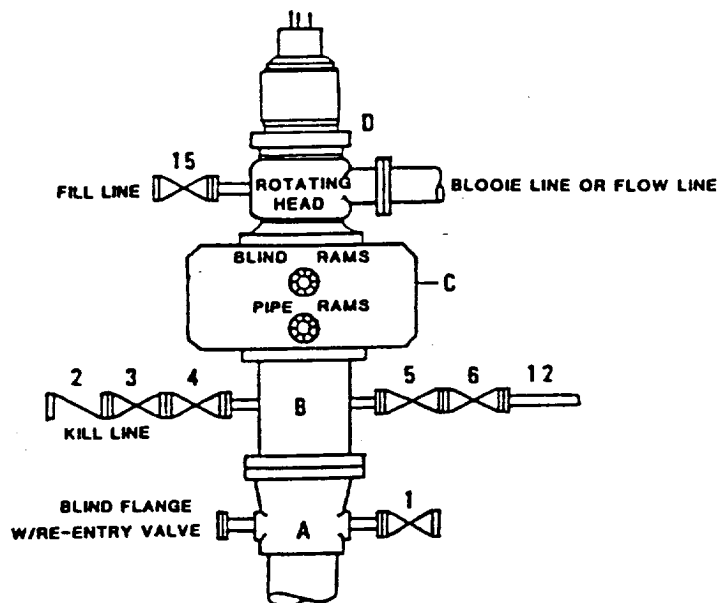 D
15
FILL LINE
ROTATING
HEAD
BLOOIE LINE OR FLOW LINE
BLIND RAMS
C
PIPE RAMS
2 3 4
5 6 12
B
KILL LINE
BLIND FLANGE
W/RE-ENTRY VALVE
A
1